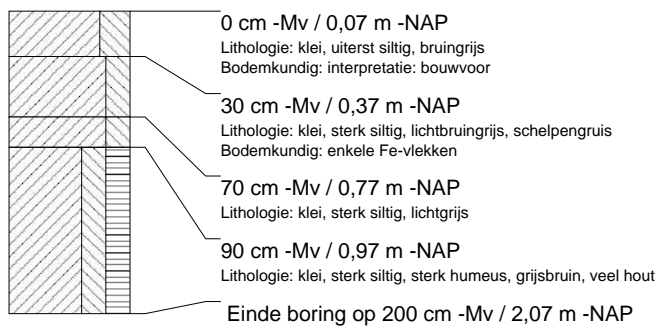 0 cm -Mv / 0,07 m -NAP
Lithologie: klei, uiterst siltig, bruingrijs
Bodemkundig: interpretatie: bouwvoor
30 cm -Mv / 0,37 m -NAP
Lithologie: klei, sterk siltig, lichtbruingrijs, schelpengruis
Bodemkundig: enkele Fe-vlekken
70 cm -Mv / 0,77 m -NAP
Lithologie: klei, sterk siltig, lichtgrijs
90 cm -Mv / 0,97 m -NAP
Lithologie: klei, sterk siltig, sterk humeus, grijsbruin, veel hout
Einde boring op 200 cm -Mv / 2,07 m -NAP